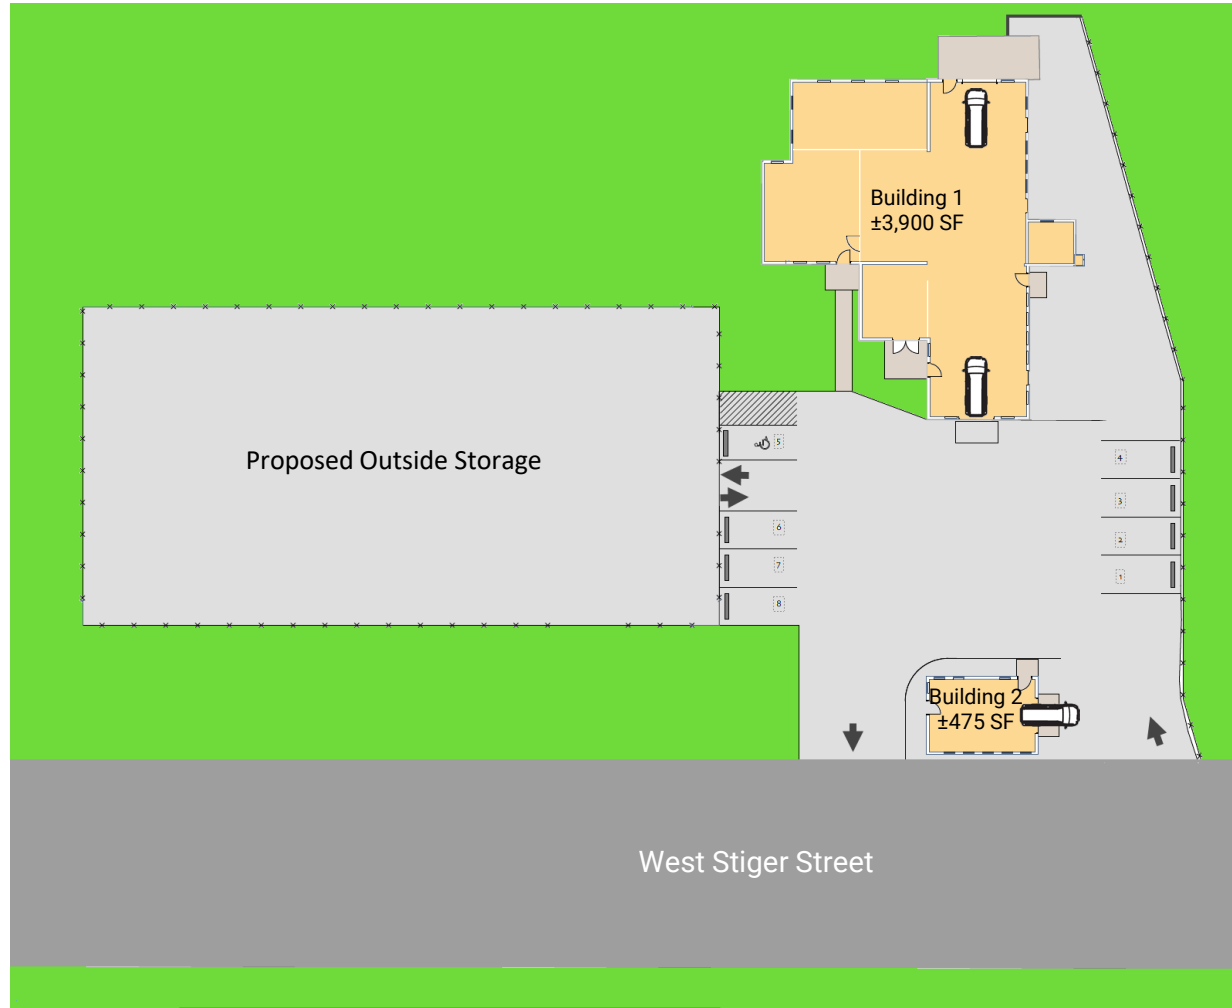 Building 1
±3,900 SF
Proposed Outside Storage
5
4
3
6
2
7
1
8
Building 2
±475 SF
West Stiger Street